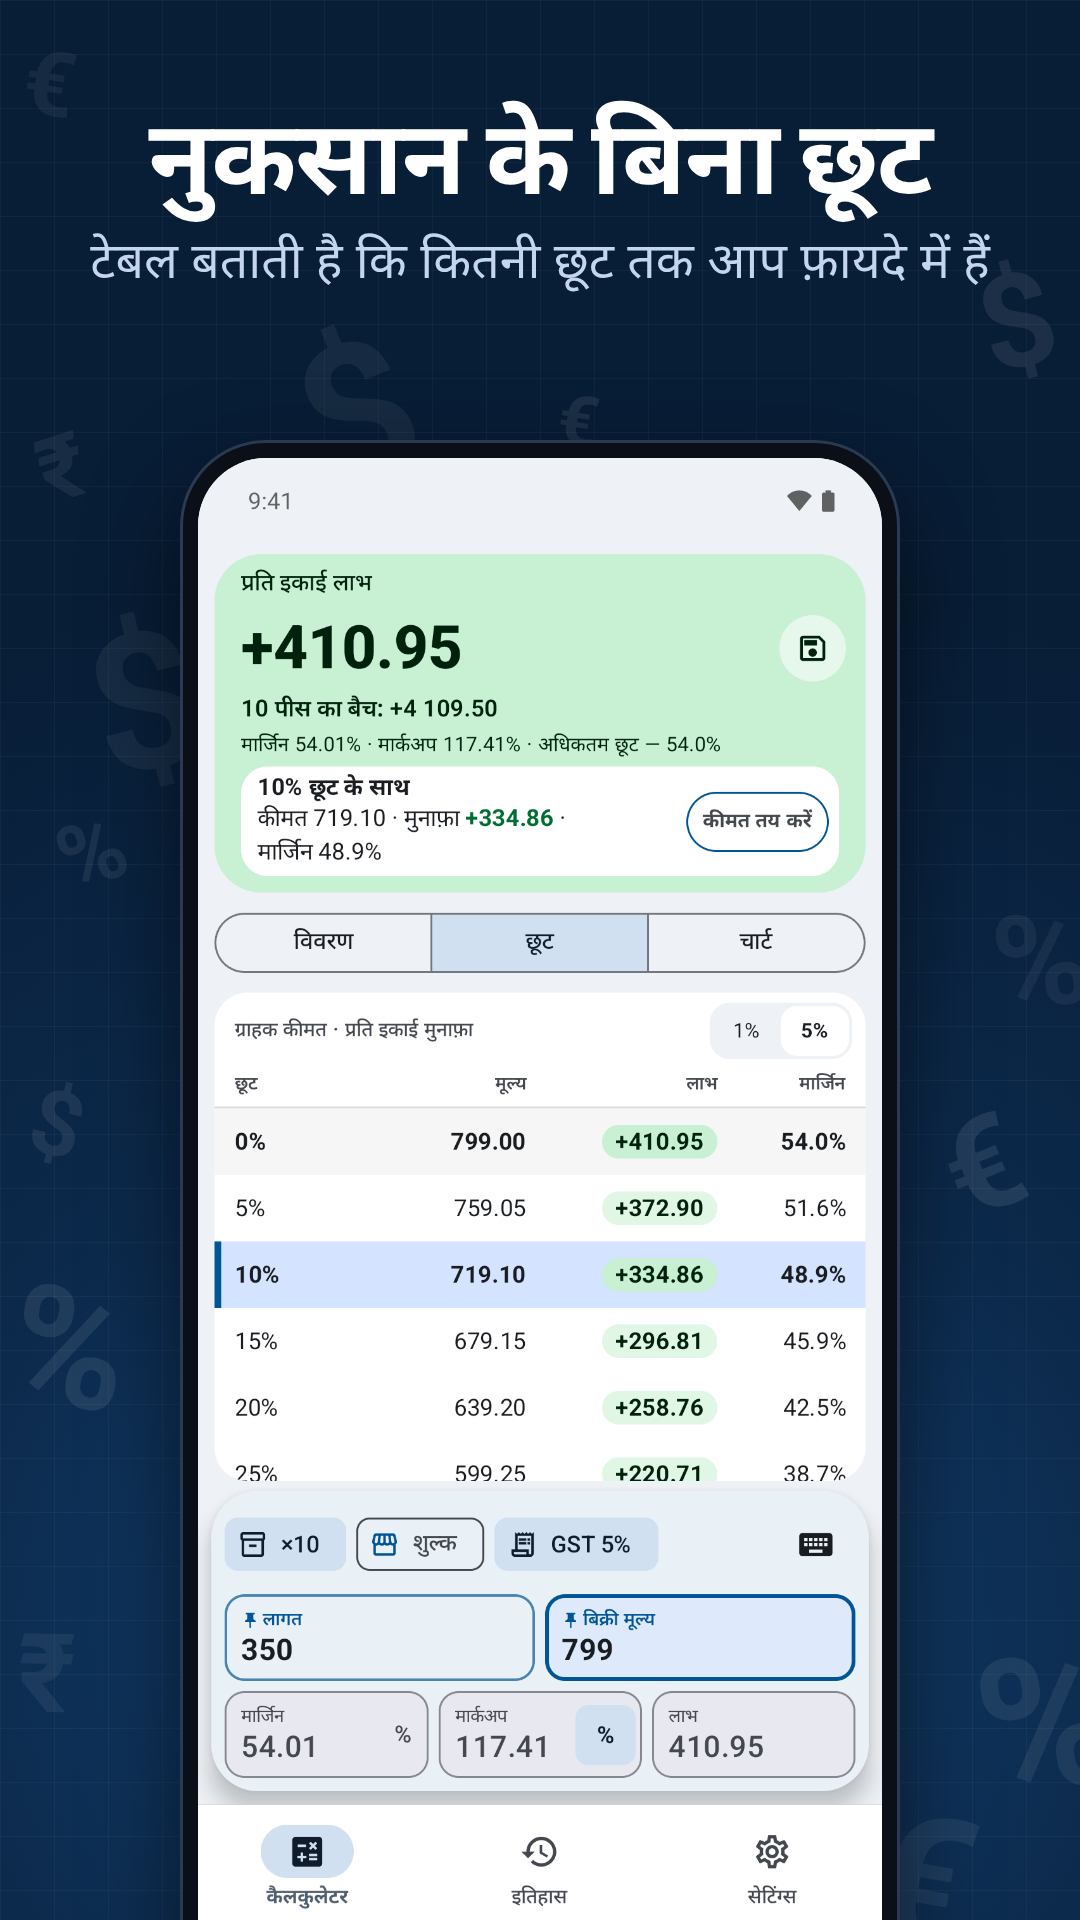 नुकसान के बिना छूट
टेबल बताती है कि कितनी छूट तक आप फ़ायदे में हैं
9:41
प्रति इकाई लाभ
+410.95
10 पीस का बैच: +4 109.50
मार्जिन 54.01% · मार्कअप 117.41% · अधिकतम छूट — 54.0%
10% छूट के साथ
कीमत 719.10 · मुनाफ़ा +334.86 ·
मार्जिन 48.9%
कीमत तय करें
विवरण छूट चार्ट
ग्राहक कीमत · प्रति इकाई मुनाफ़ा 1% 5%
छूट मूल्य लाभ मार्जिन
0% 799.00 +410.95 54.0%
5% 759.05 +372.90 51.6%
10% 719.10 +334.86 48.9%
15% 679.15 +296.81 45.9%
20% 639.20 +258.76 42.5%
25% 599.25 +220.71 38.7%
×10 शुल्क GST 5%
लागत बिक्री मूल्य
350 799
मार्जिन मार्कअप लाभ
54.01 % 117.41 % 410.95
कैलकुलेटर इतिहास सेटिंग्स